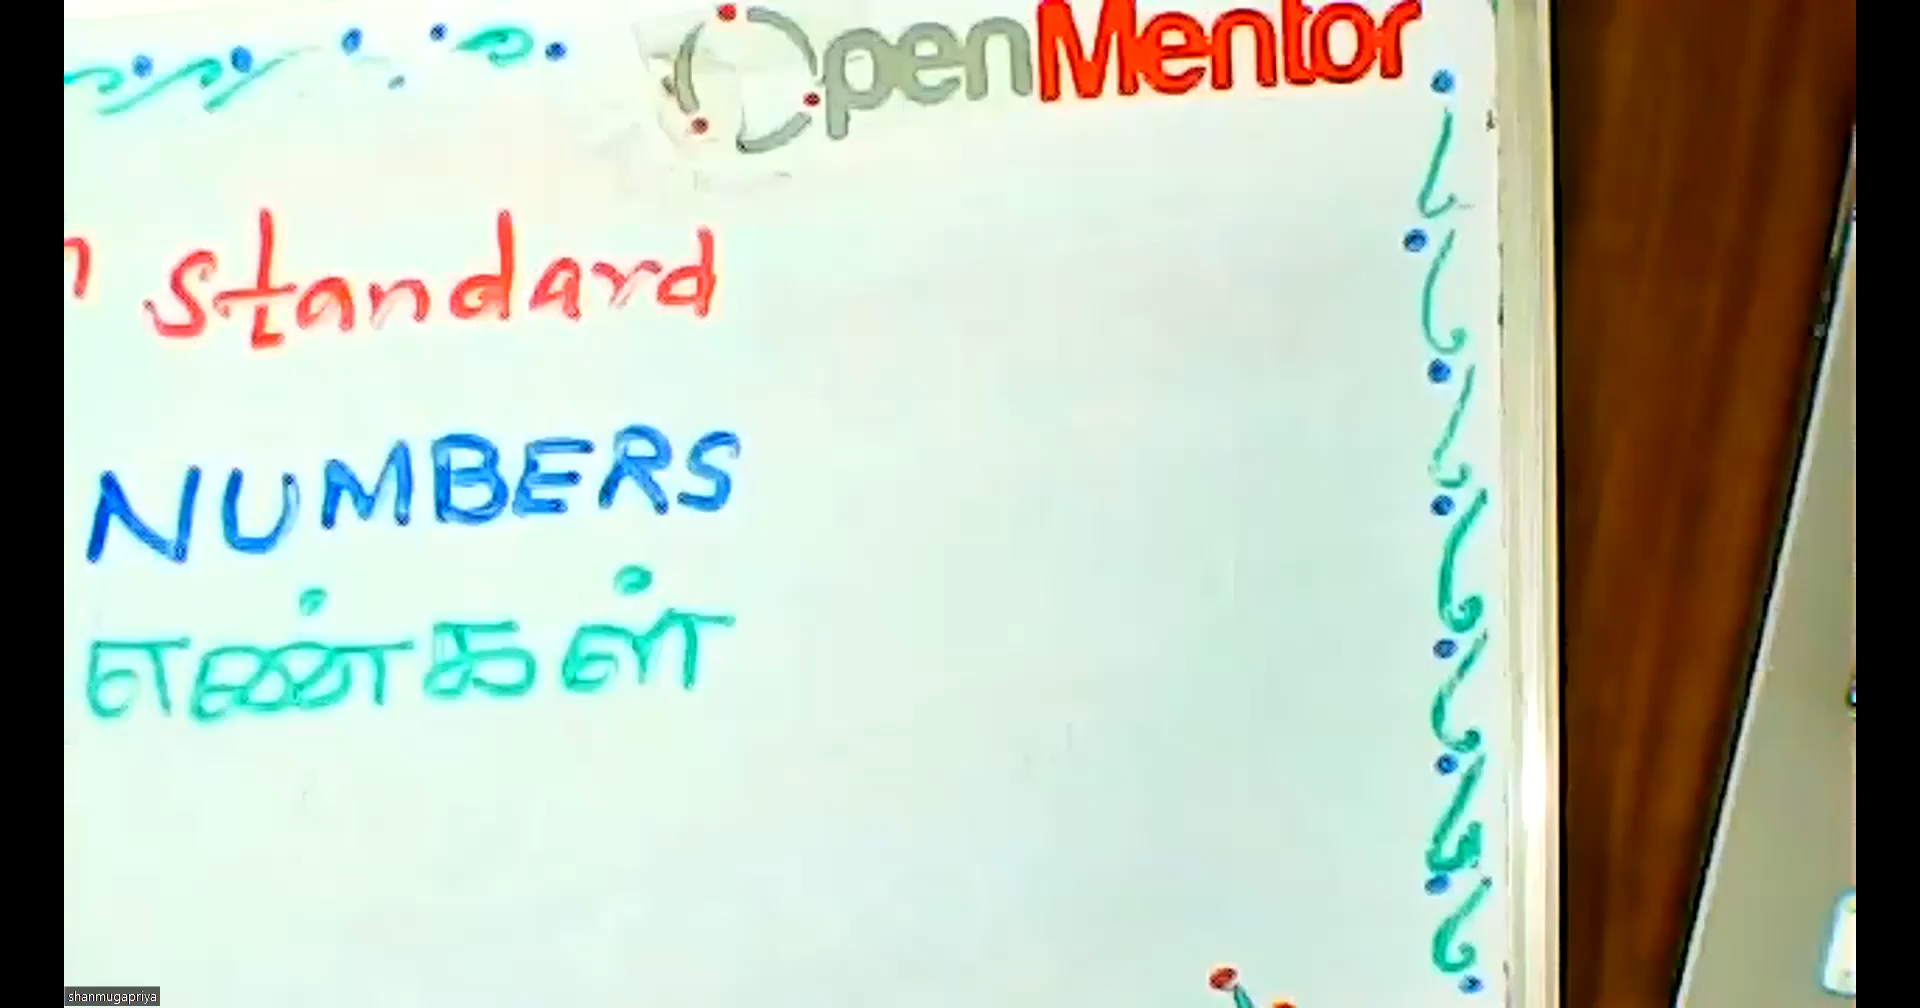 OpenMentor
Standard
NUMBERS
எண்கள்
shanmugapriya